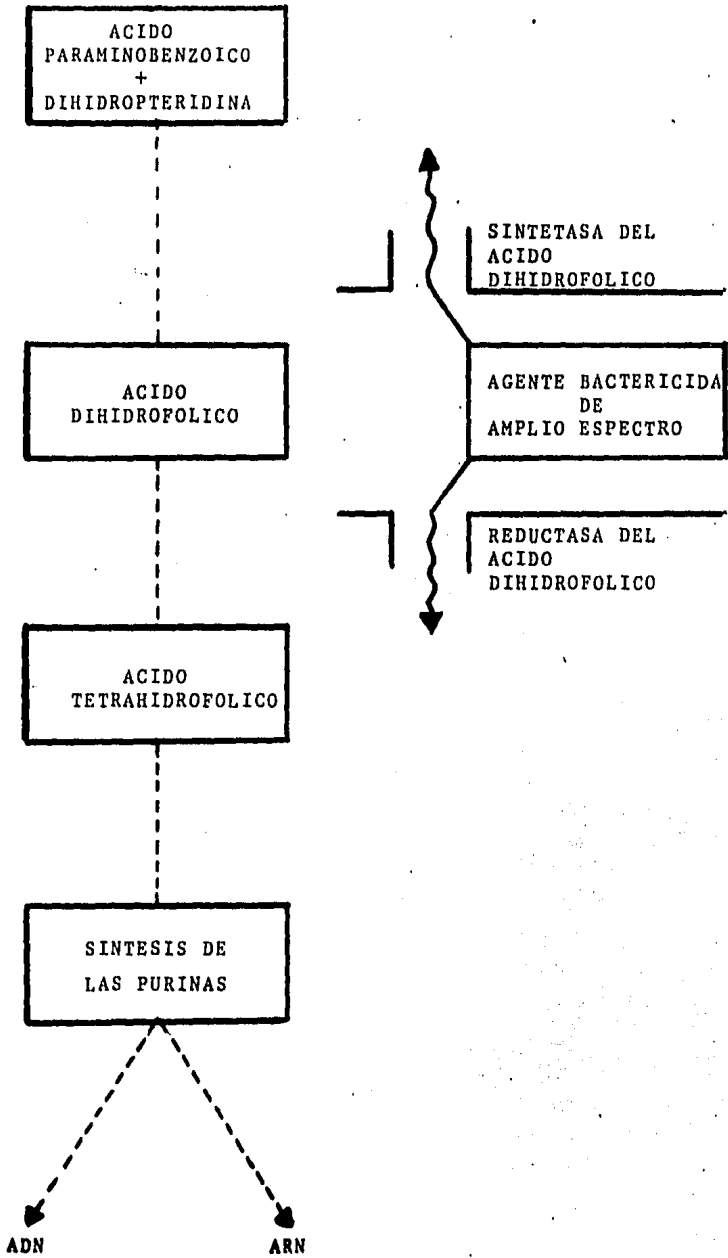 ACIDO
PARAMINOBENZOICO
+
DIHIDROPTERIDINA
SINTETASA DEL
ACIDO
DIHIDROFOLICO
ACIDO
DIHIDROFOLICO
AGENTE BACTERICIDA
DE
AMPLIO ESPECTRO
REDUCTASA DEL
ACIDO
DIHIDROFOLICO
ACIDO
TETRAHIDROFOLICO
SINTESIS DE
LAS PURINAS
ADN
ARN